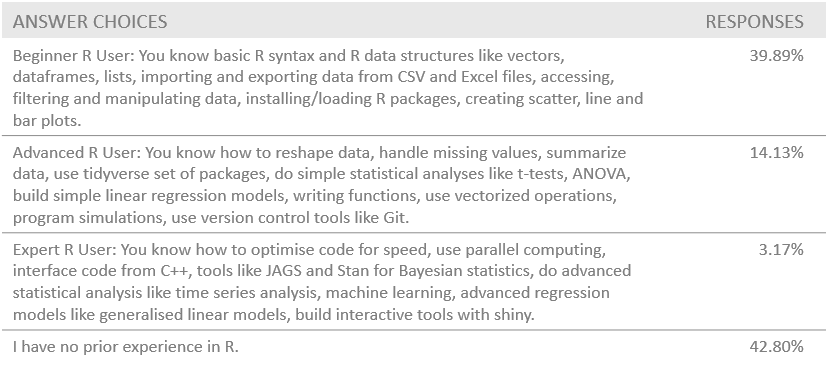 ANSWER CHOICES RESPONSES
Beginner R User: You know basic R syntax and R data structures like vectors, 39.89%
dataframes, lists, importing and exporting data from CSV and Excel files, accessing,
filtering and manipulating data, installing/loading R packages, creating scatter, line and
bar plots.
Advanced R User: You know how to reshape data, handle missing values, summarize 14.13%
data, use tidyverse set of packages, do simple statistical analyses like t-tests, ANOVA,
build simple linear regression models, writing functions, use vectorized operations,
program simulations, use version control tools like Git.
Expert R User: You know how to optimise code for speed, use parallel computing, 3.17%
interface code from C++, tools like JAGS and Stan for Bayesian statistics, do advanced
statistical analysis like time series analysis, machine learning, advanced regression
models like generalised linear models, build interactive tools with shiny.
I have no prior experience in R. 42.80%